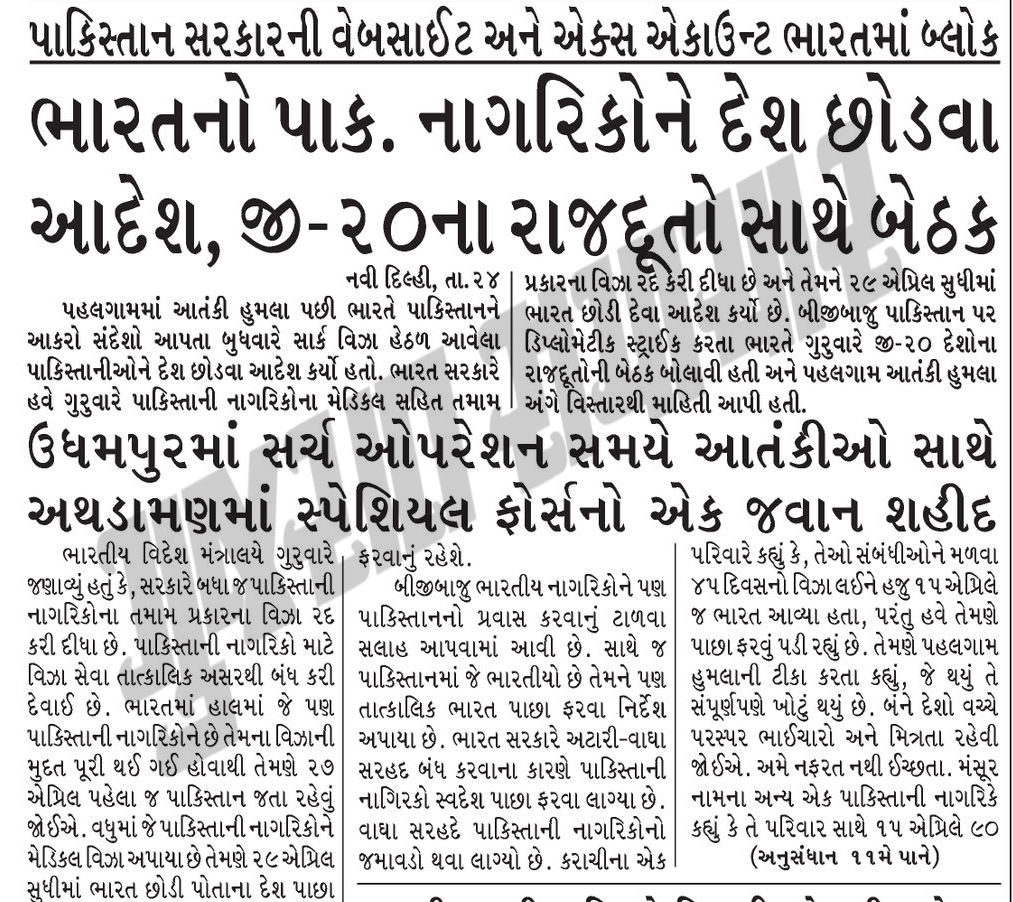 પાકિસ્તાન સરકારની વેબસાઈટ અને એક્સ એકાઉન્ટ ભારતમાં બ્લોક
ભારતનો પાક. નાગરિકોને દેશ છોડવા
આદેશ, જી-૨૦ના રાજદૂતો સાથે બેઠક
નવી દિલ્હી, તા.૨૪
પહલગામમાં આતંકી હુમલા પછી ભારતે પાકિસ્તાનને
આકરો સંદેશો આપતા બુધવારે સાર્ક વિઝા હેઠળ આવેલા
પાકિસ્તાનીઓને દેશ છોડવા આદેશ કર્યો હતો. ભારત સરકારે
હવે ગુરુવારે પાકિસ્તાની નાગરિકોના મેડિકલ સહિત તમામ
પ્રકારના વિઝા રદ કરી દીધા છે અને તેમને ૨૯ એપ્રિલ સુધીમાં
ભારત છોડી દેવા આદેશ કર્યો છે. બીજીબાજુ પાકિસ્તાન પર
ડિપ્લોમેટીક સ્ટ્રાઈક કરતા ભારતે ગુરુવારે જી-૨૦ દેશોના
રાજદૂતોની બેઠક બોલાવી હતી અને પહલગામ આતંકી હુમલા
અંગે વિસ્તારથી માહિતી આપી હતી.
ઉધમપુરમાં સર્ચ ઓપરેશન સમયે આતંકીઓ સાથે
અથડામણમાં સ્પેશિયલ ફોર્સનો એક જવાન શહીદ
ભારતીય વિદેશ મંત્રાલયે ગુરુવારે
જણાવ્યું હતું કે, સરકારે બધા જ પાકિસ્તાની
નાગરિકોના તમામ પ્રકારના વિઝા રદ
કરી દીધા છે. પાકિસ્તાની નાગરિકો માટે
વિઝા સેવા તાત્કાલિક અસરથી બંધ કરી
દેવાઈ છે. ભારતમાં હાલમાં જે પણ
પાકિસ્તાની નાગરિકોને છે તેમના વિઝાની
મુદત પૂરી થઈ ગઈ હોવાથી તેમણે ૨૭
એપ્રિલ પહેલા જ પાકિસ્તાન જતા રહેવું
જોઈએ. વધુમાં જે પાકિસ્તાની નાગરિકોને
મેડિકલ વિઝા અપાયા છે તેમણે ૨૯ એપ્રિલ
સુધીમાં ભારત છોડી પોતાના દેશ પાછા
ફરવાનું રહેશે.
બીજીબાજુ ભારતીય નાગરિકોને પણ
પાકિસ્તાનનો પ્રવાસ કરવાનું ટાળવા
સલાહ આપવામાં આવી છે. સાથે જ
પાકિસ્તાનમાં જે ભારતીયો છે તેમને પણ
તાત્કાલિક ભારત પાછા ફરવા નિર્દેશ
અપાયા છે. ભારત સરકારે અટારી-વાઘા
સરહદ બંધ કરવાના કારણે પાકિસ્તાની
નાગિરકો સ્વદેશ પાછા ફરવા લાગ્યા છે.
વાઘા સરહદે પાકિસ્તાની નાગરિકોનો
જમાવડો થવા લાગ્યો છે. કરાચીના એક
પરિવારે કહ્યું કે, તેઓ સંબંધીઓને મળવા
૪૫ દિવસનો વિઝા લઈને હજુ ૧૫ એપ્રિલે
જ ભારત આવ્યા હતા, પરંતુ હવે તેમણે
પાછા ફરવું પડી રહ્યું છે. તેમણે પહલગામ
હુમલાની ટીકા કરતા કહ્યું, જે થયું તે
સંપૂર્ણપણે ખોટું થયું છે. બંને દેશો વચ્ચે
પરસ્પર ભાઈચારો અને મિત્રતા રહેવી
જોઈએ. અમે નફરત નથી ઈચ્છતા. મંસૂર
નામના અન્ય એક પાકિસ્તાની નાગરિકે
કહ્યું કે તે પરિવાર સાથે ૧૫ એપ્રિલે ૯૦
(અનુસંધાન ૧૧મે પાને)
ગુજરાત સમાચાર